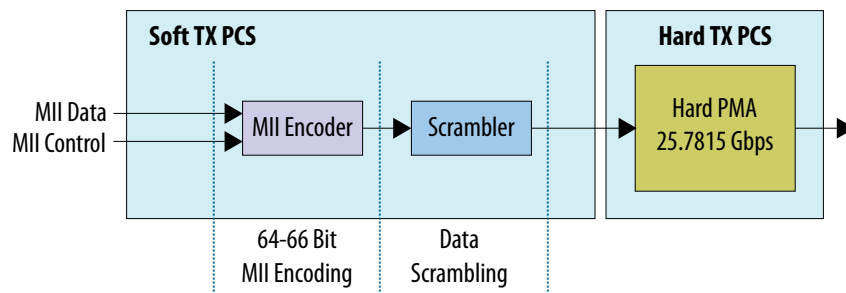 Soft TX PCS
Hard TX PCS
MII Data
MII Control
MII Encoder
Scrambler
Hard PMA
25.7815 Gbps
64-66 Bit
MII Encoding
Data
Scrambling